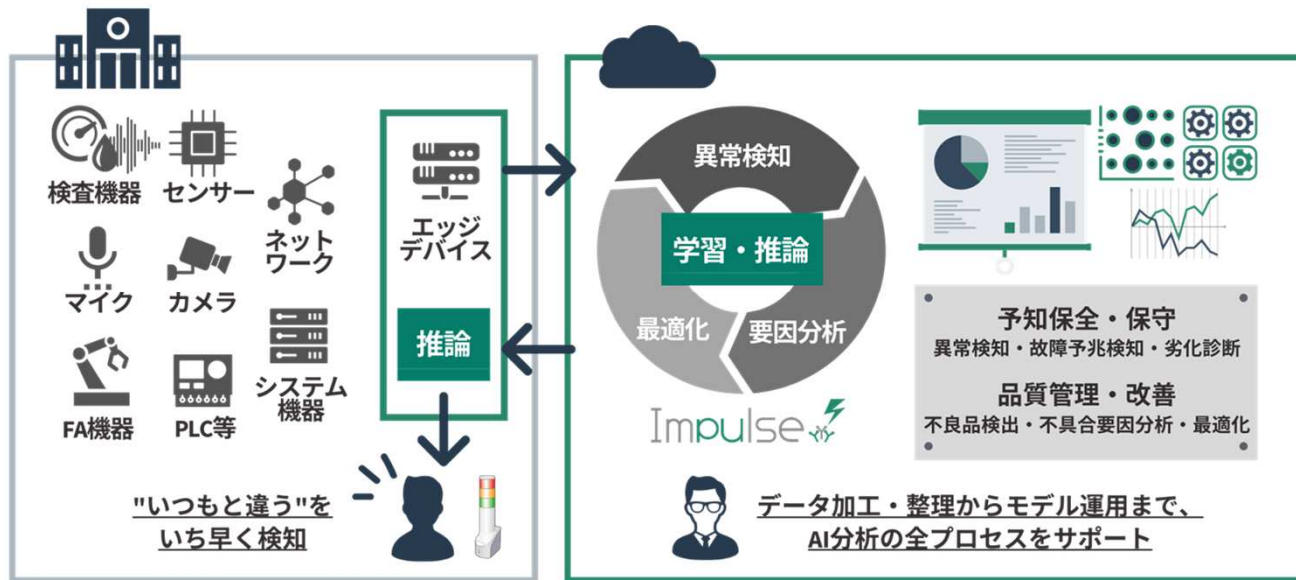 検査機器
センサー
ネット
ワーク
マイク
カメラ
FA機器
PLC等
システム
機器
エッジ
デバイス
推論
"いつもと違う"を
いち早く検知
異常検知
学習・推論
最適化
要因分析
Impulse
予知保全・保守
異常検知・故障予兆検知・劣化診断
品質管理・改善
不良品検出・不具合要因分析・最適化
データ加工・整理からモデル運用まで、
AI分析の全プロセスをサポート